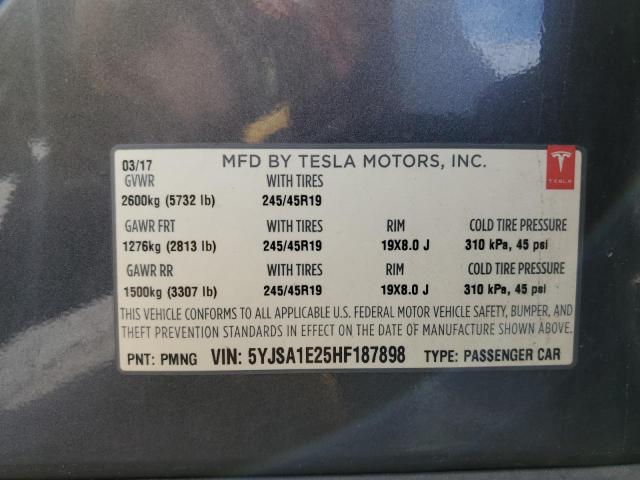 03/17 MFD BY TESLA MOTORS, INC.
GVWR WITH TIRES
2600kg (5732 lb) 245/45R19
GAWR FRT WITH TIRES RIM COLD TIRE PRESSURE
1276kg (2813 lb) 245/45R19 19X8.0 J 310 kPa, 45 psi
GAWR RR WITH TIRES RIM COLD TIRE PRESSURE
1500kg (3307 lb) 245/45R19 19X8.0 J 310 kPa, 45 psi
THIS VEHICLE CONFORMS TO ALL APPLICABLE U.S. FEDERAL MOTOR VEHICLE SAFETY, BUMPER, AND
THEFT PREVENTION STANDARDS IN EFFECT ON THE DATE OF MANUFACTURE SHOWN ABOVE.
PNT: PMNG VIN: 5YJSA1E25HF187898 TYPE: PASSENGER CAR
TESLA